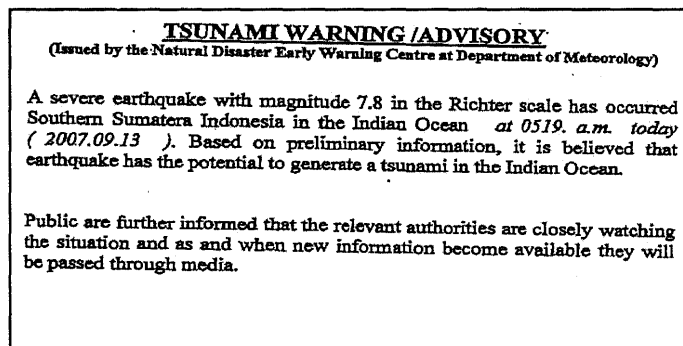 TSUNAMI WARNING /ADVISORY
(Issued by the Natural Disaster Early Warning Centre at Department of Meteorology)
A severe earthquake with magnitude 7.8 in the Richter scale has occurred
Southern Sumatera Indonesia in the Indian Ocean at 0519. a.m. today
( 2007.09.13 ). Based on preliminary information, it is believed that
earthquake has the potential to generate a tsunami in the Indian Ocean.
Public are further informed that the relevant authorities are closely watching
the situation and as and when new information become available they will
be passed through media.